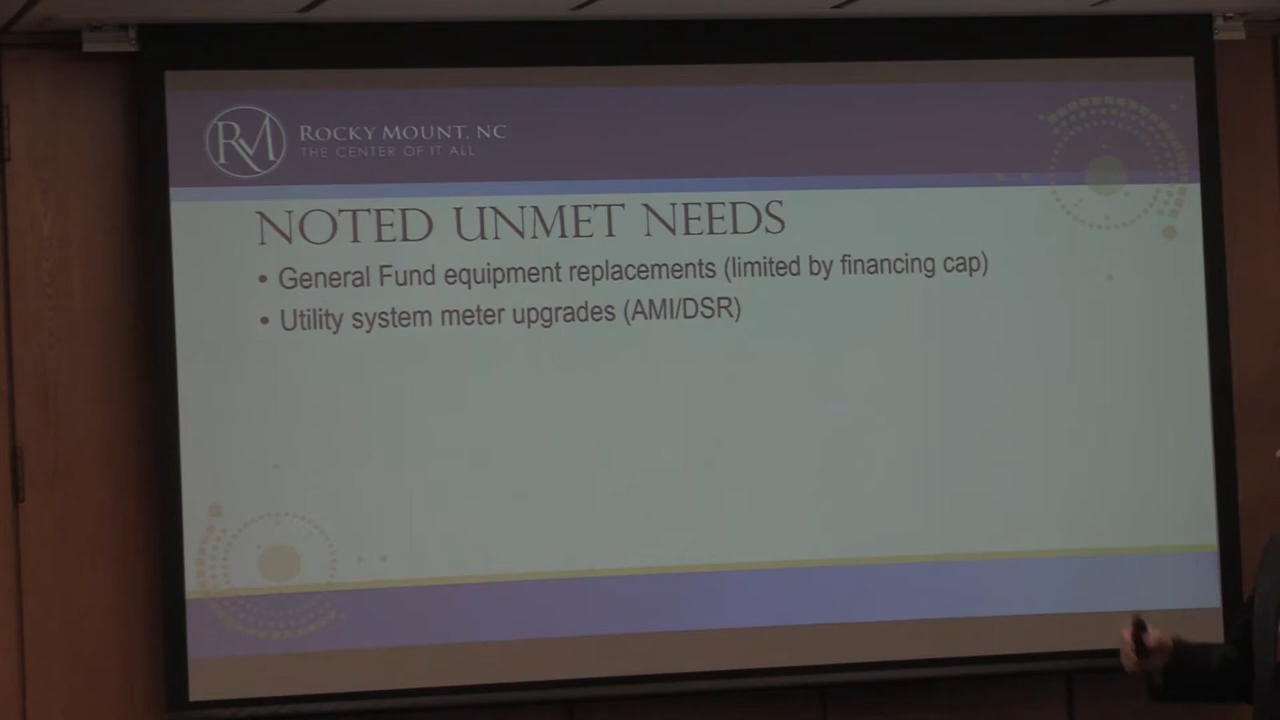 RM
ROCKY MOUNT, NC
THE CENTER OF IT ALL
NOTED UNMET NEEDS
• General Fund equipment replacements (limited by financing cap)
• Utility system meter upgrades (AMI/DSR)